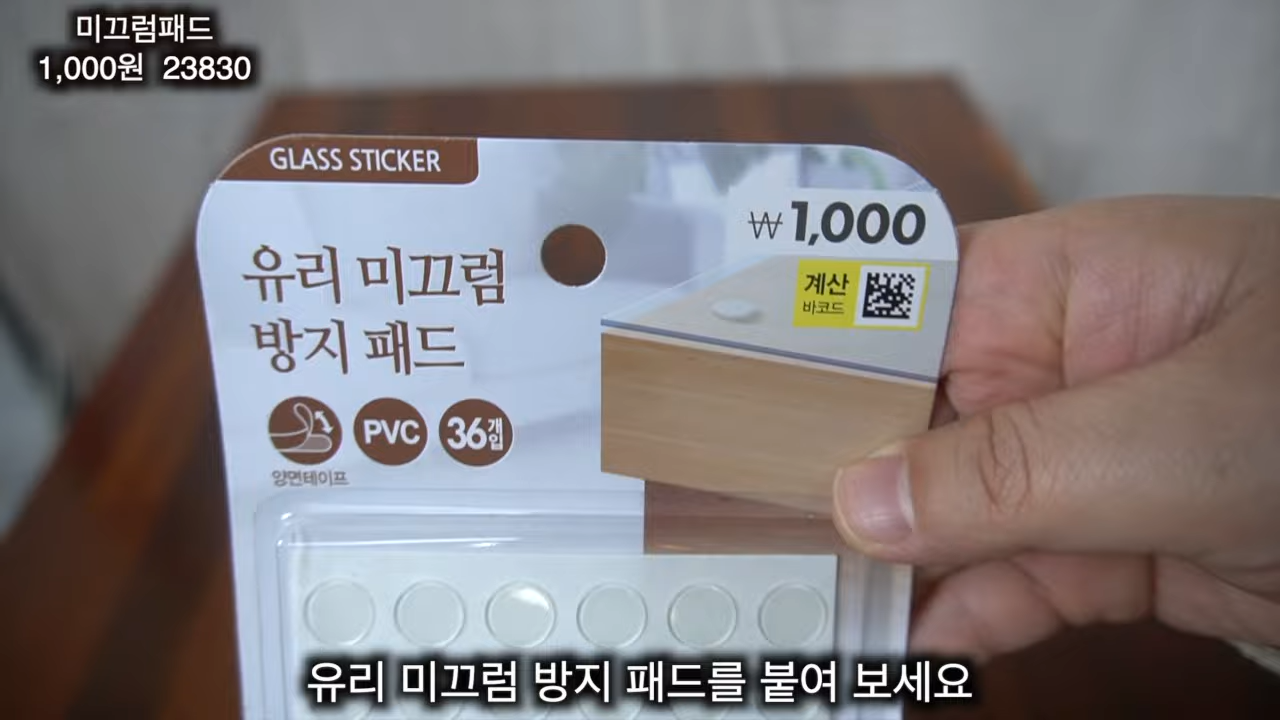 미끄럼패드
1,000원 23830
GLASS STICKER
₩1,000
계산
바코드
유리 미끄럼
방지 패드
PVC
36개입
양면테이프
유리 미끄럼 방지 패드를 붙여 보세요